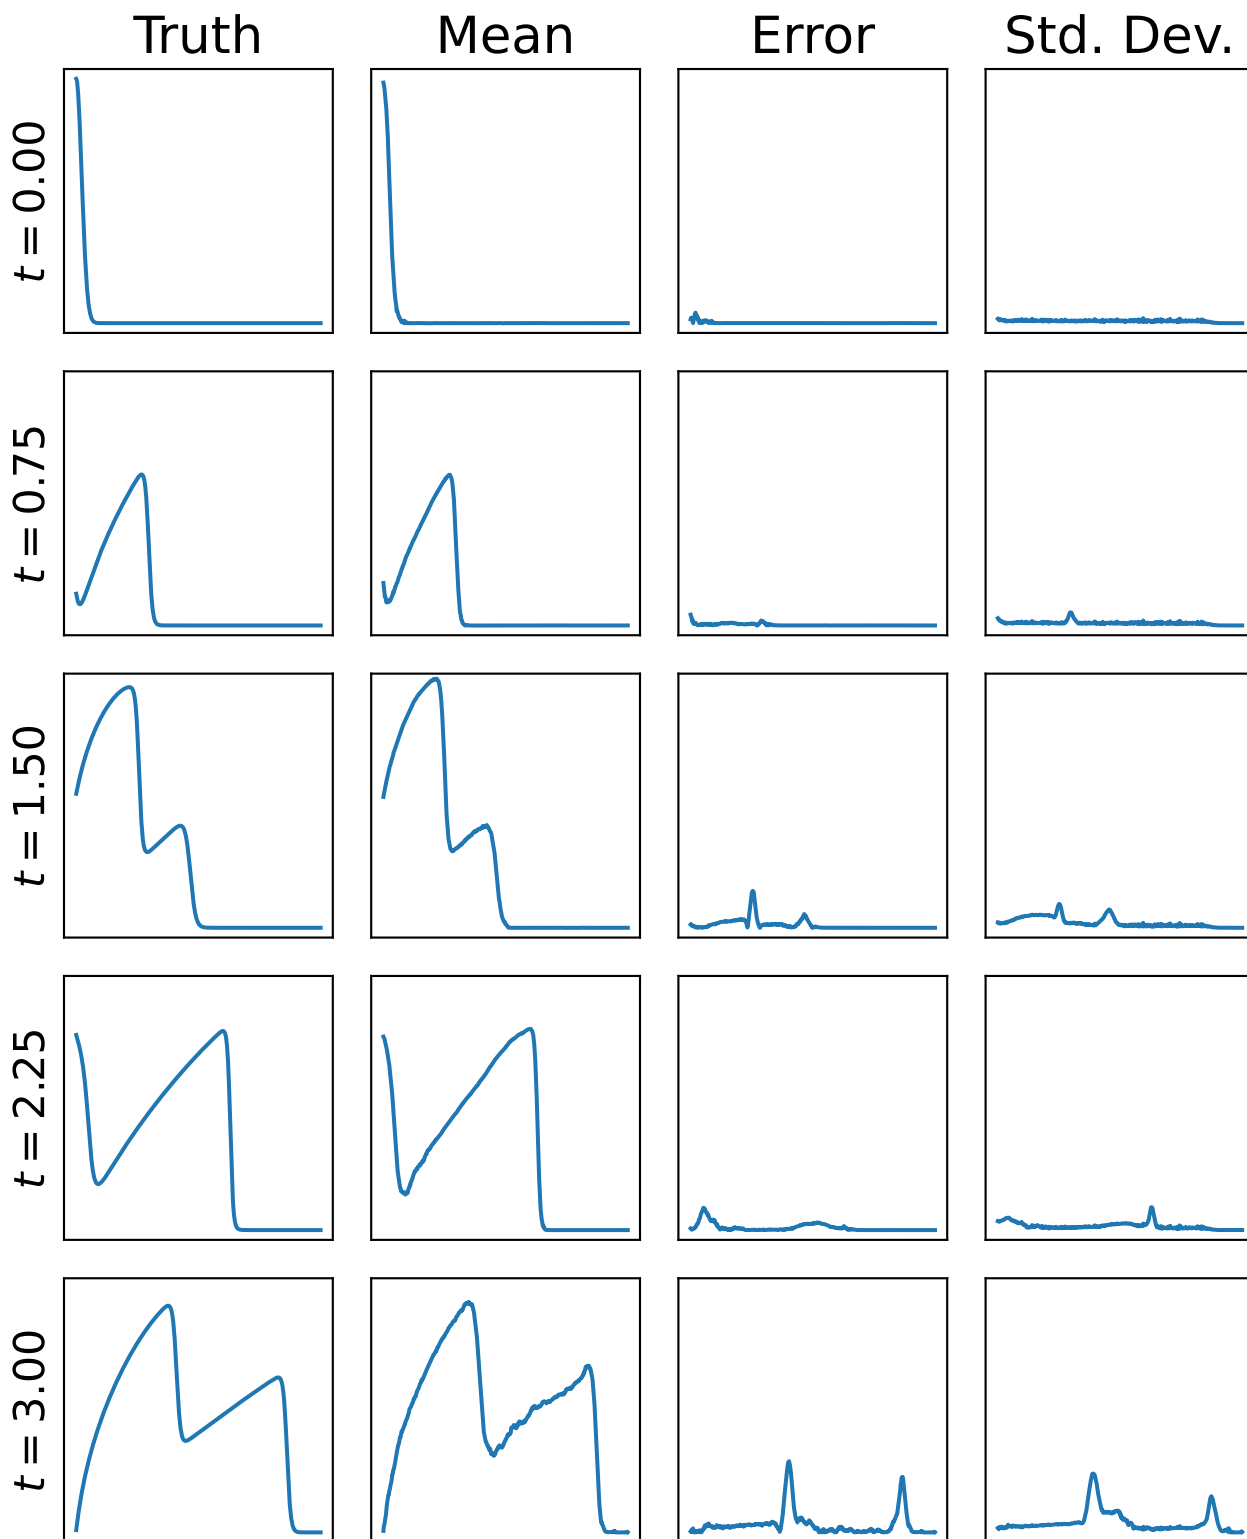 Truth Mean Error Std. Dev.
t = 0.00
t = 0.75
t = 1.50
t = 2.25
t = 3.00